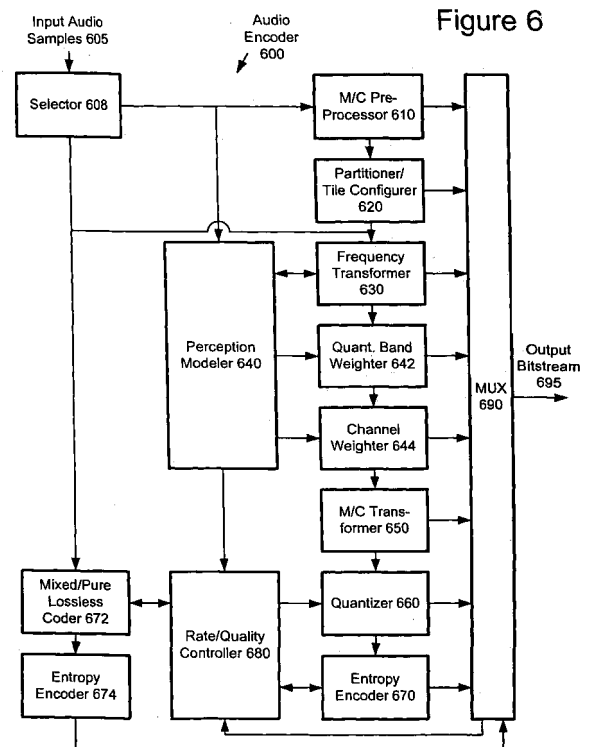 Figure 6
Input Audio
Samples 605
Audio
Encoder
600
Selector 608
M/C Pre-
Processor 610
Partitioner/
Tile Configurer
620
Frequency
Transformer
630
Perception
Modeler 640
Quant. Band
Weighter 642
Channel
Weighter 644
M/C Trans-
former 650
MUX
690
Output
Bitstream
695
Mixed/Pure
Lossless
Coder 672
Rate/Quality
Controller 680
Quantizer 660
Entropy
Encoder 674
Entropy
Encoder 670